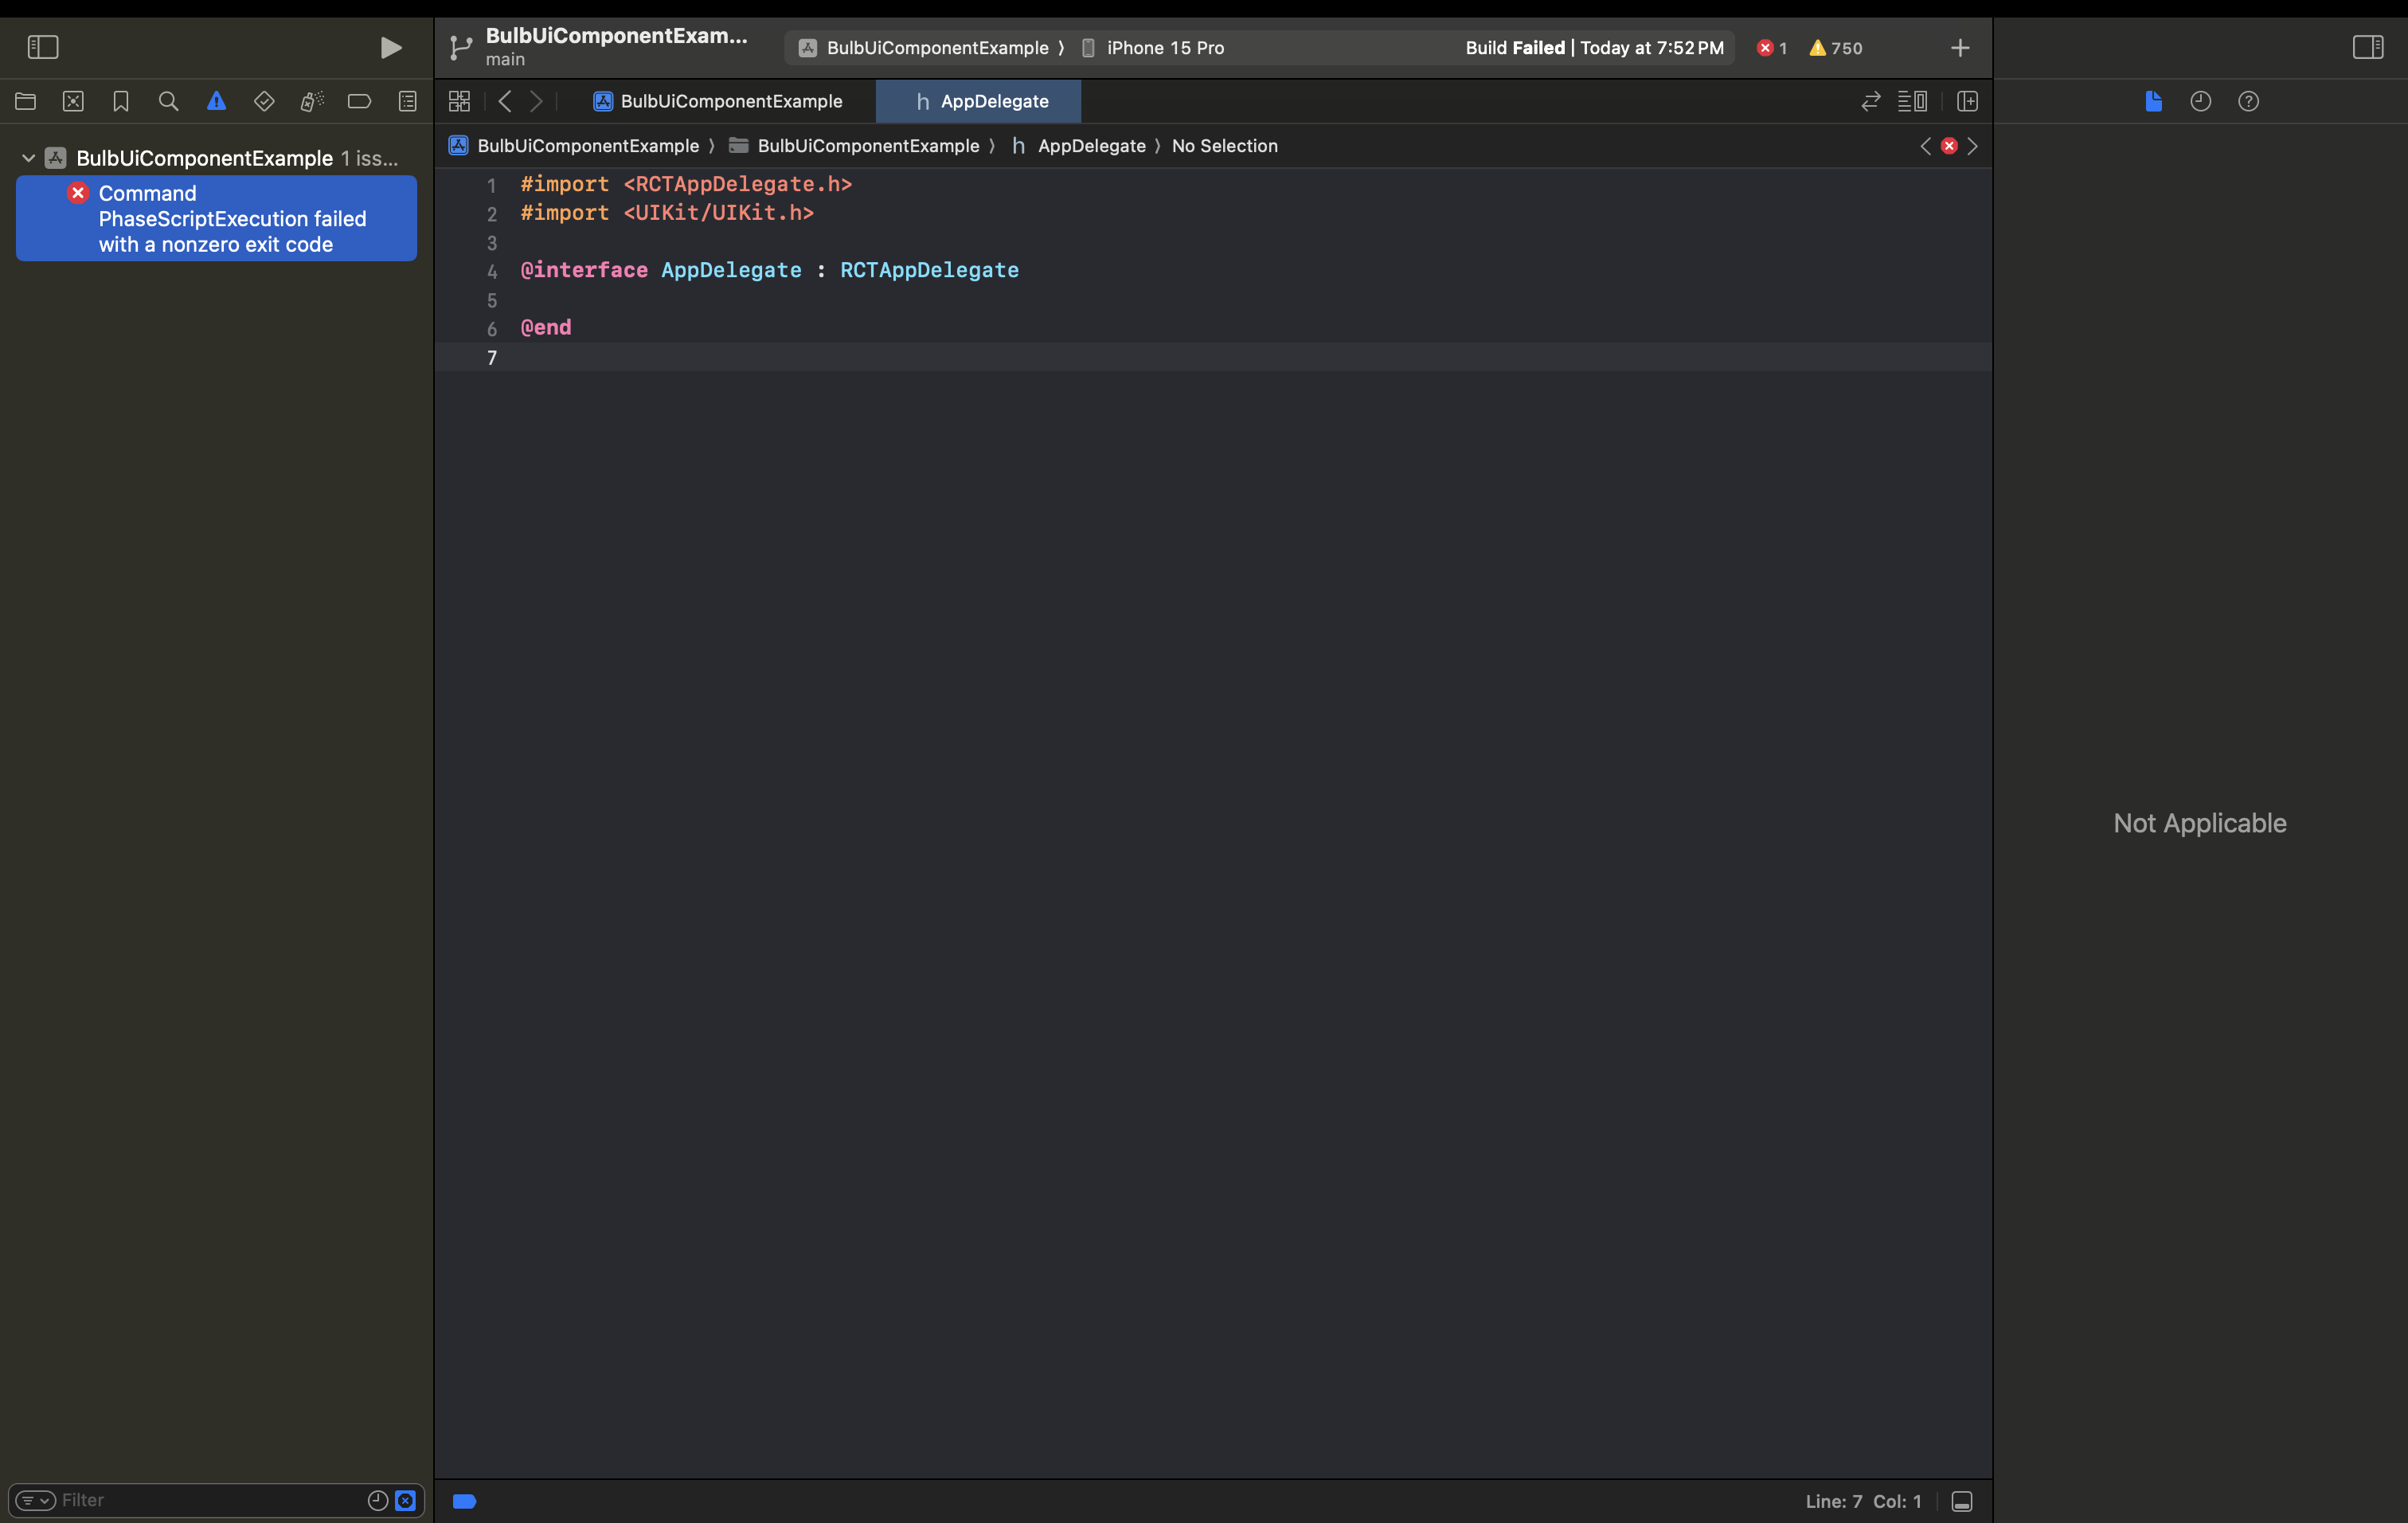 BulbUiComponentExam...
main
BulbUiComponentExample ⟩ iPhone 15 Pro
Build Failed | Today at 7:52 PM
1
750
BulbUiComponentExample
AppDelegate
BulbUiComponentExample ⟩ BulbUiComponentExample ⟩ h AppDelegate ⟩ No Selection
BulbUiComponentExample 1 iss...
Command
PhaseScriptExecution failed
with a nonzero exit code
1 #import <RCTAppDelegate.h>
2 #import <UIKit/UIKit.h>
3
4 @interface AppDelegate : RCTAppDelegate
5
6 @end
7
Not Applicable
Filter
Line: 7 Col: 1